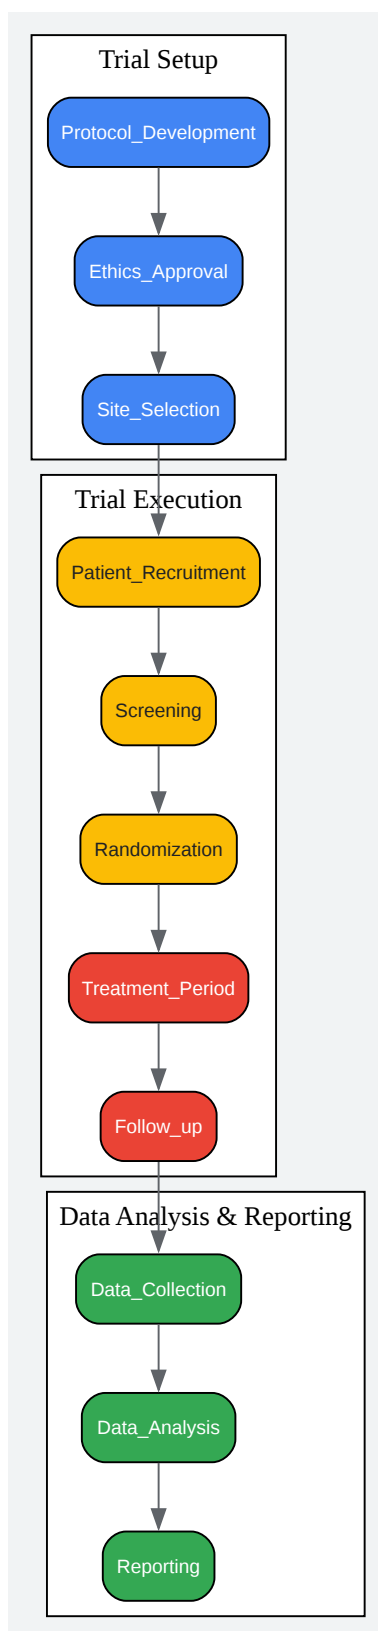 Trial Setup
Protocol_Development
Ethics_Approval
Site_Selection
Trial Execution
Patient_Recruitment
Screening
Randomization
Treatment_Period
Follow_up
Data Analysis & Reporting
Data_Collection
Data_Analysis
Reporting